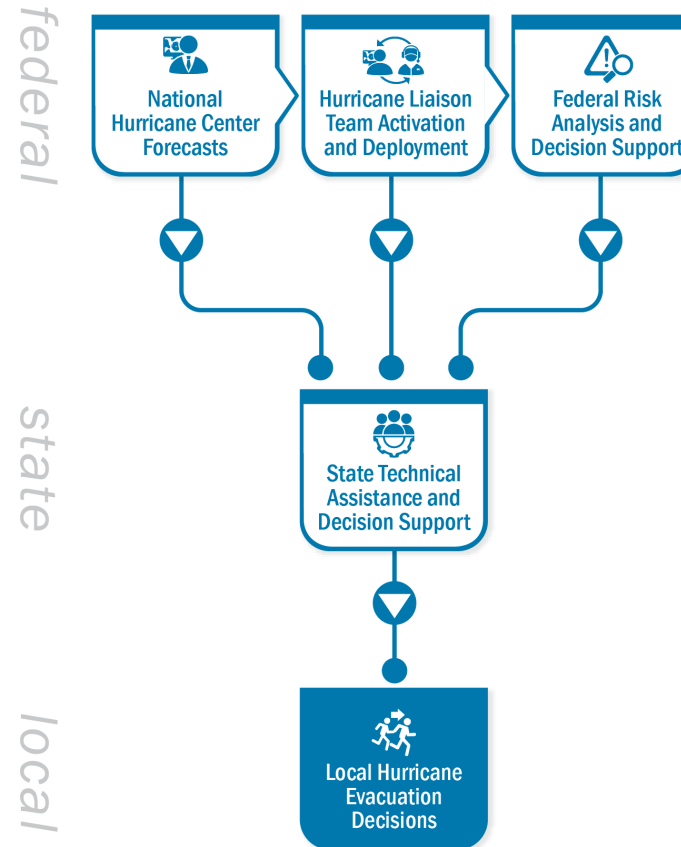 federal
National
Hurricane Center
Forecasts
Hurricane Liaison
Team Activation
and Deployment
Federal Risk
Analysis and
Decision Support
state
State Technical
Assistance and
Decision Support
local
Local Hurricane
Evacuation
Decisions